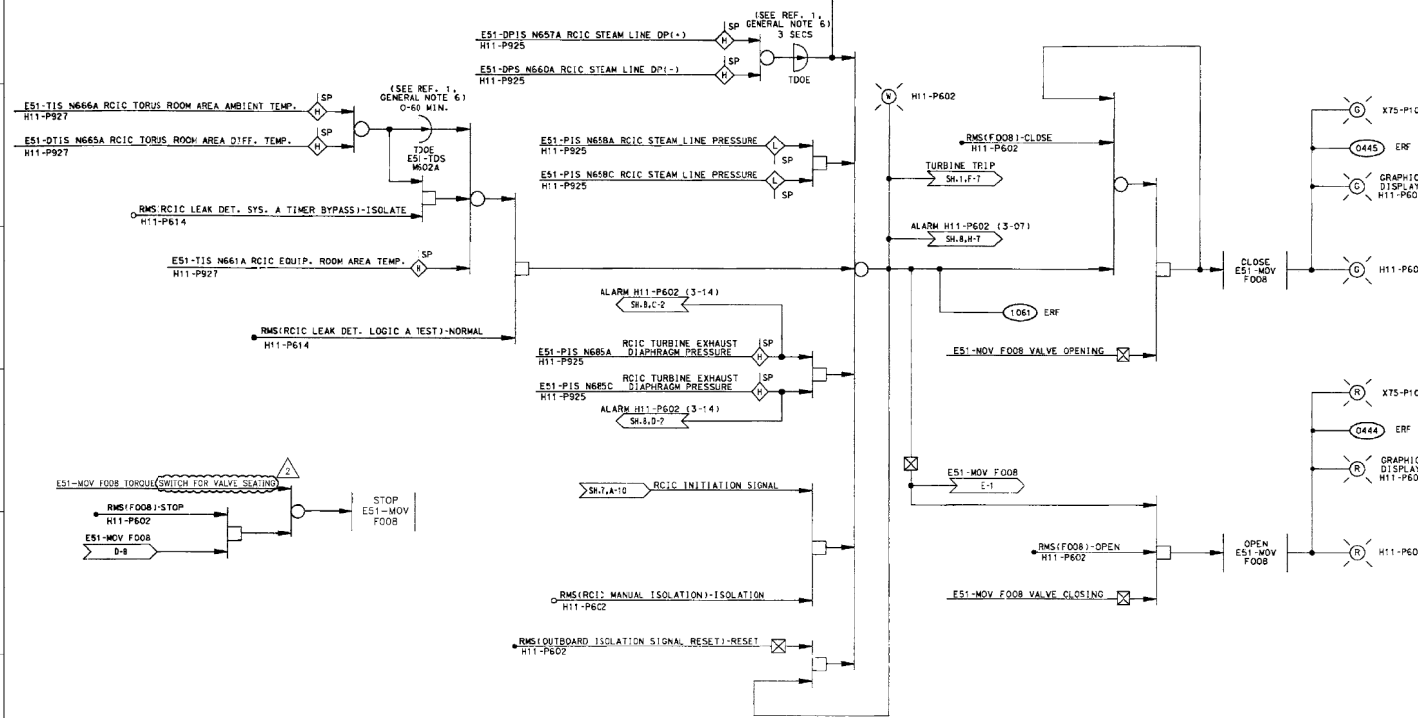 (SEE REF. 1,
GENERAL NOTE 6)
3 SECS
SP
E51-DPIS N657A RCIC STEAM LINE DP(+)
H
H11-P925
TDOE
E51-DPS N660A RCIC STEAM LINE DP(-)
H
H11-P925
SP
(SEE REF. 1,
GENERAL NOTE 6)
0-60 MIN.
SP
E51-TIS N666A RCIC TORUS ROOM AREA AMBIENT TEMP.
H
H11-P927
E51-DTIS N665A RCIC TORUS ROOM AREA DIFF. TEMP.
H
H11-P927
SP
TDOE
E51-TDS
M602A
RMS(RCIC LEAK DET. SYS. A TIMER BYPASS)-ISOLATE
H11-P614
SP
E51-TIS N661A RCIC EQUIP. ROOM AREA TEMP.
H
H11-P927
RMS(RCIC LEAK DET. LOGIC A TEST)-NORMAL
H11-P614
E51-PIS N658A RCIC STEAM LINE PRESSURE
L
H11-P925
SP
E51-PIS N658C RCIC STEAM LINE PRESSURE
L
H11-P925
SP
W
H11-P602
TURBINE TRIP
SH.1,F-7
ALARM H11-P602 (3-07)
SH.8,H-7
1061
ERF
RMS(F008)-CLOSE
H11-P602
E51-MOV F008 VALVE OPENING
CLOSE
E51-MOV
F008
G
X75-P10
0445
ERF
G
GRAPHIC
DISPLAY
H11-P60
G
H11-P60
ALARM H11-P602 (3-14)
SH.8,C-2
RCIC TURBINE EXHAUST
SP
E51-PIS N685A
DIAPHRAGM PRESSURE
H
H11-P925
RCIC TURBINE EXHAUST
SP
E51-PIS N685C
DIAPHRAGM PRESSURE
H
H11-P925
ALARM H11-P602 (3-14)
SH.8,D-2
2
E51-MOV F008 TORQUE SWITCH FOR VALVE SEATING
RMS(F008)-STOP
H11-P602
E51-MOV F008
D-8
STOP
E51-MOV
F008
SH.7,A-10
RCIC INITIATION SIGNAL
RMS(RCIC MANUAL ISOLATION)-ISOLATION
H11-P602
RMS(OUTBOARD ISOLATION SIGNAL RESET)-RESET
H11-P602
E51-MOV F008
E-1
RMS(F008)-OPEN
H11-P602
E51-MOV F008 VALVE CLOSING
OPEN
E51-MOV
F008
R
X75-P10
0444
ERF
R
GRAPHIC
DISPLAY
H11-P60
R
H11-P60